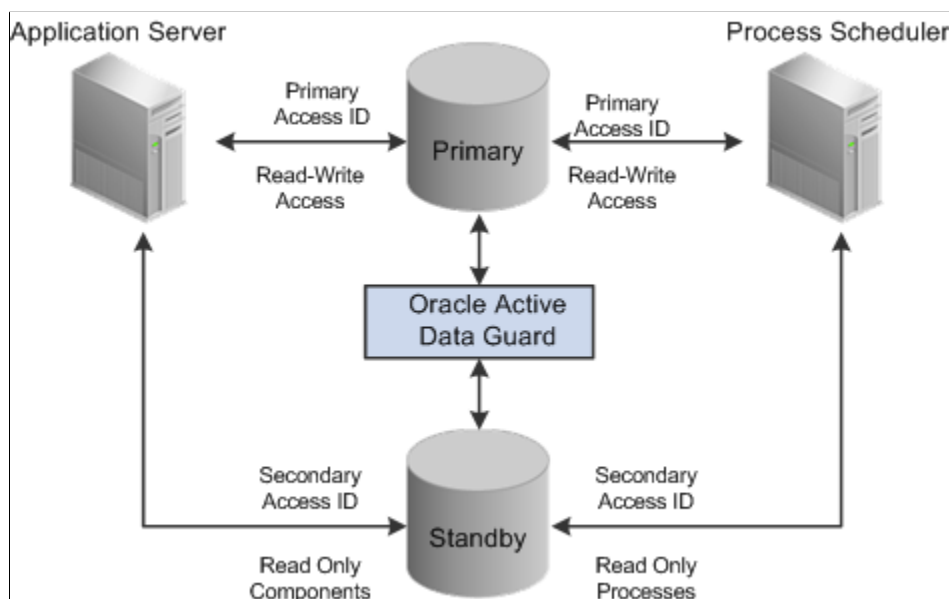 Application Server
Process Scheduler
Primary
Access ID
Read-Write
Access
Primary
Primary
Access ID
Read-Write
Access
Oracle Active
Data Guard
Secondary
Access ID
Read Only
Components
Standby
Secondary
Access ID
Read Only
Processes